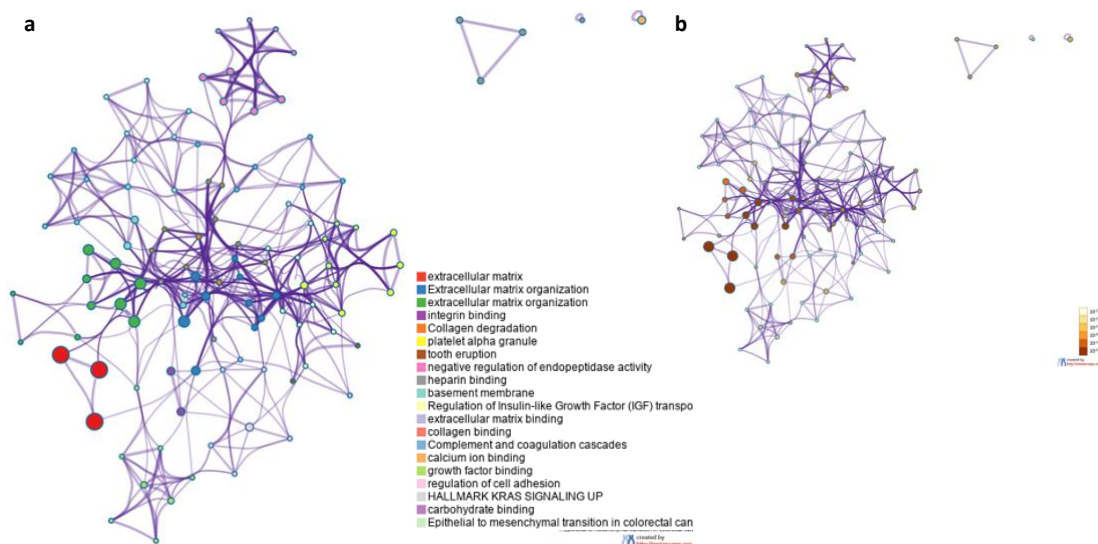 a
b
extracellular matrix
Extracellular matrix organization
extracellular matrix organization
integrin binding
Collagen degradation
platelet alpha granule
tooth eruption
negative regulation of endopeptidase activity
heparin binding
basement membrane
Regulation of Insulin-like Growth Factor (IGF) transpo
extracellular matrix binding
collagen binding
Complement and coagulation cascades
calcium ion binding
growth factor binding
regulation of cell adhesion
HALLMARK KRAS SIGNALING UP
carbohydrate binding
Epithelial to mesenchymal transition in colorectal can
created by
created by